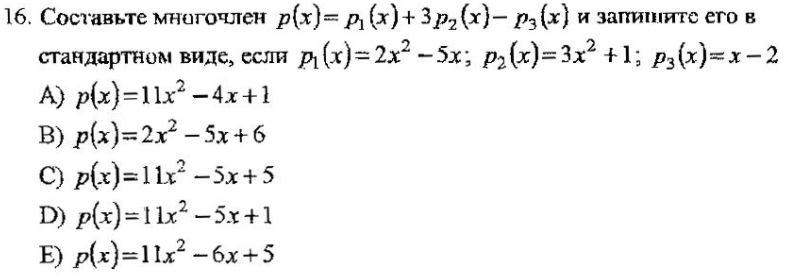 16. Составьте многочлен p(x)= p₁(x)+3p₂(x)− p₃(x) и запишите его в
стандартном виде, если p₁(x)=2x² −5x; p₂(x)=3x² +1; p₃(x)=x−2
A) p(x)=11x² −4x+1
B) p(x)=2x² −5x+6
C) p(x)=11x² −5x+5
D) p(x)=11x² −5x+1
E) p(x)=11x² −6x+5